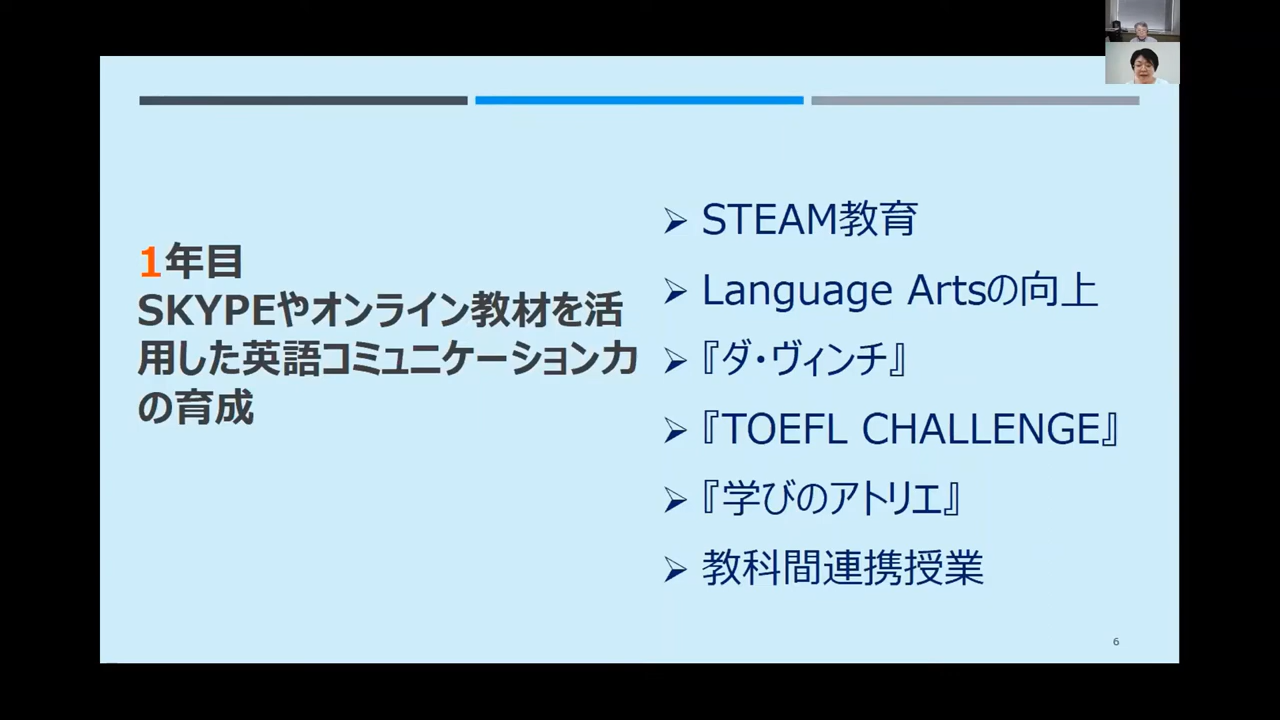 1年目
SKYPEやオンライン教材を活
用した英語コミュニケーション力
の育成
STEAM教育
Language Artsの向上
『ダ・ヴィンチ』
『TOEFL CHALLENGE』
『学びのアトリエ』
教科間連携授業
6